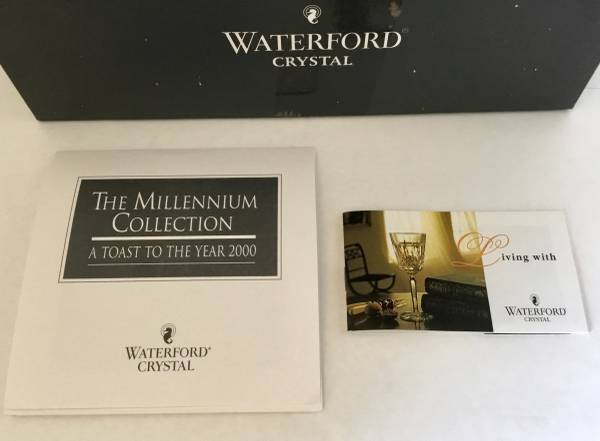 WATERFORD®
CRYSTAL
THE MILLENNIUM
COLLECTION
A TOAST TO THE YEAR 2000
WATERFORD®
CRYSTAL
Living with
WATERFORD®
CRYSTAL